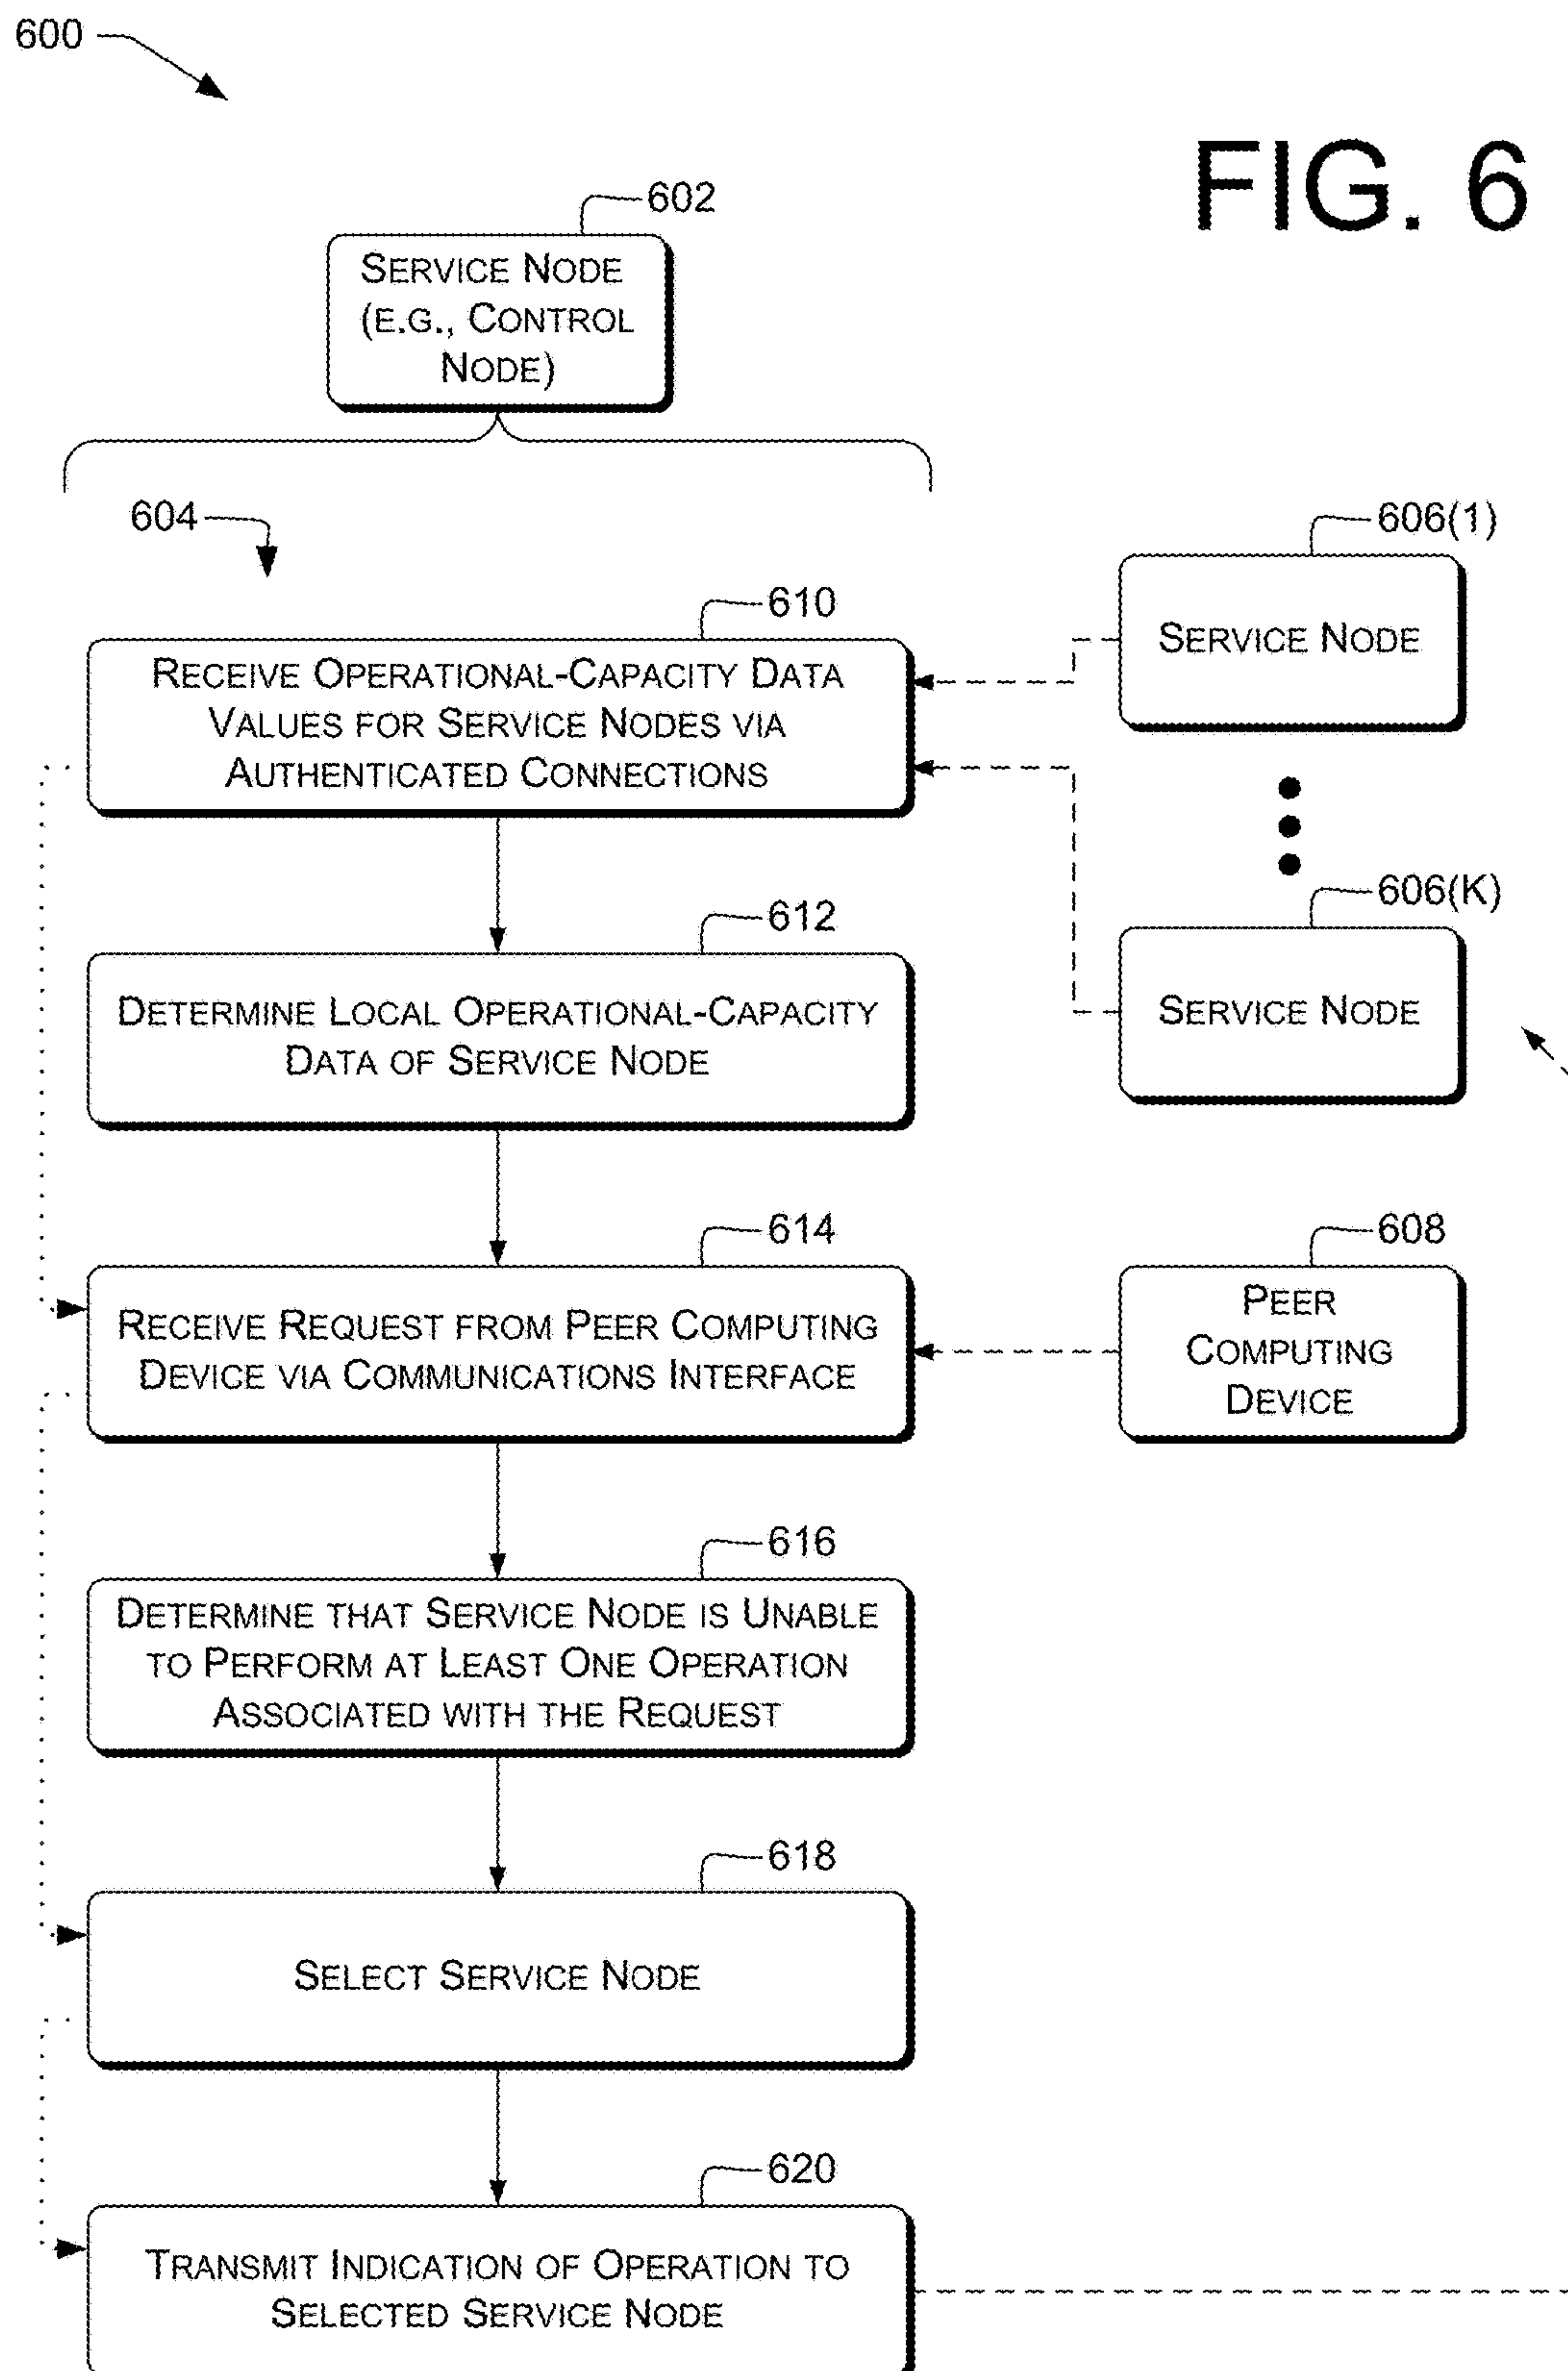 600
FIG. 6
602
SERVICE NODE
(E.G., CONTROL
NODE)
604
606(1)
SERVICE NODE
610
RECEIVE OPERATIONAL-CAPACITY DATA
VALUES FOR SERVICE NODES VIA
AUTHENTICATED CONNECTIONS
606(K)
SERVICE NODE
612
DETERMINE LOCAL OPERATIONAL-CAPACITY
DATA OF SERVICE NODE
614
RECEIVE REQUEST FROM PEER COMPUTING
DEVICE VIA COMMUNICATIONS INTERFACE
608
PEER
COMPUTING
DEVICE
616
DETERMINE THAT SERVICE NODE IS UNABLE
TO PERFORM AT LEAST ONE OPERATION
ASSOCIATED WITH THE REQUEST
618
SELECT SERVICE NODE
620
TRANSMIT INDICATION OF OPERATION TO
SELECTED SERVICE NODE